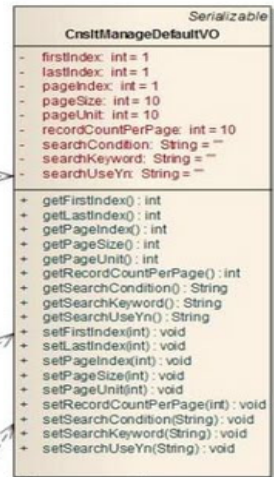 Serializable
CnsltManageDefaultVO
- firstIndex: int = 1
- lastIndex: int = 1
- pageIndex: int = 1
- pageSize: int = 10
- pageUnit: int = 10
- recordCountPerPage: int = 10
- searchCondition: String = ""
- searchKeyword: String = ""
- searchUseYn: String = ""
+ getFirstIndex() : int
+ getLastIndex() : int
+ getPageIndex() : int
+ getPageSize() : int
+ getPageUnit() : int
+ getRecordCountPerPage() : int
+ getSearchCondition() : String
+ getSearchKeyword() : String
+ getSearchUseYn() : String
+ setFirstIndex(int) : void
+ setLastIndex(int) : void
+ setPageIndex(int) : void
+ setPageSize(int) : void
+ setPageUnit(int) : void
+ setRecordCountPerPage(int) : void
+ setSearchCondition(String) : void
+ setSearchKeyword(String) : void
+ setSearchUseYn(String) : void